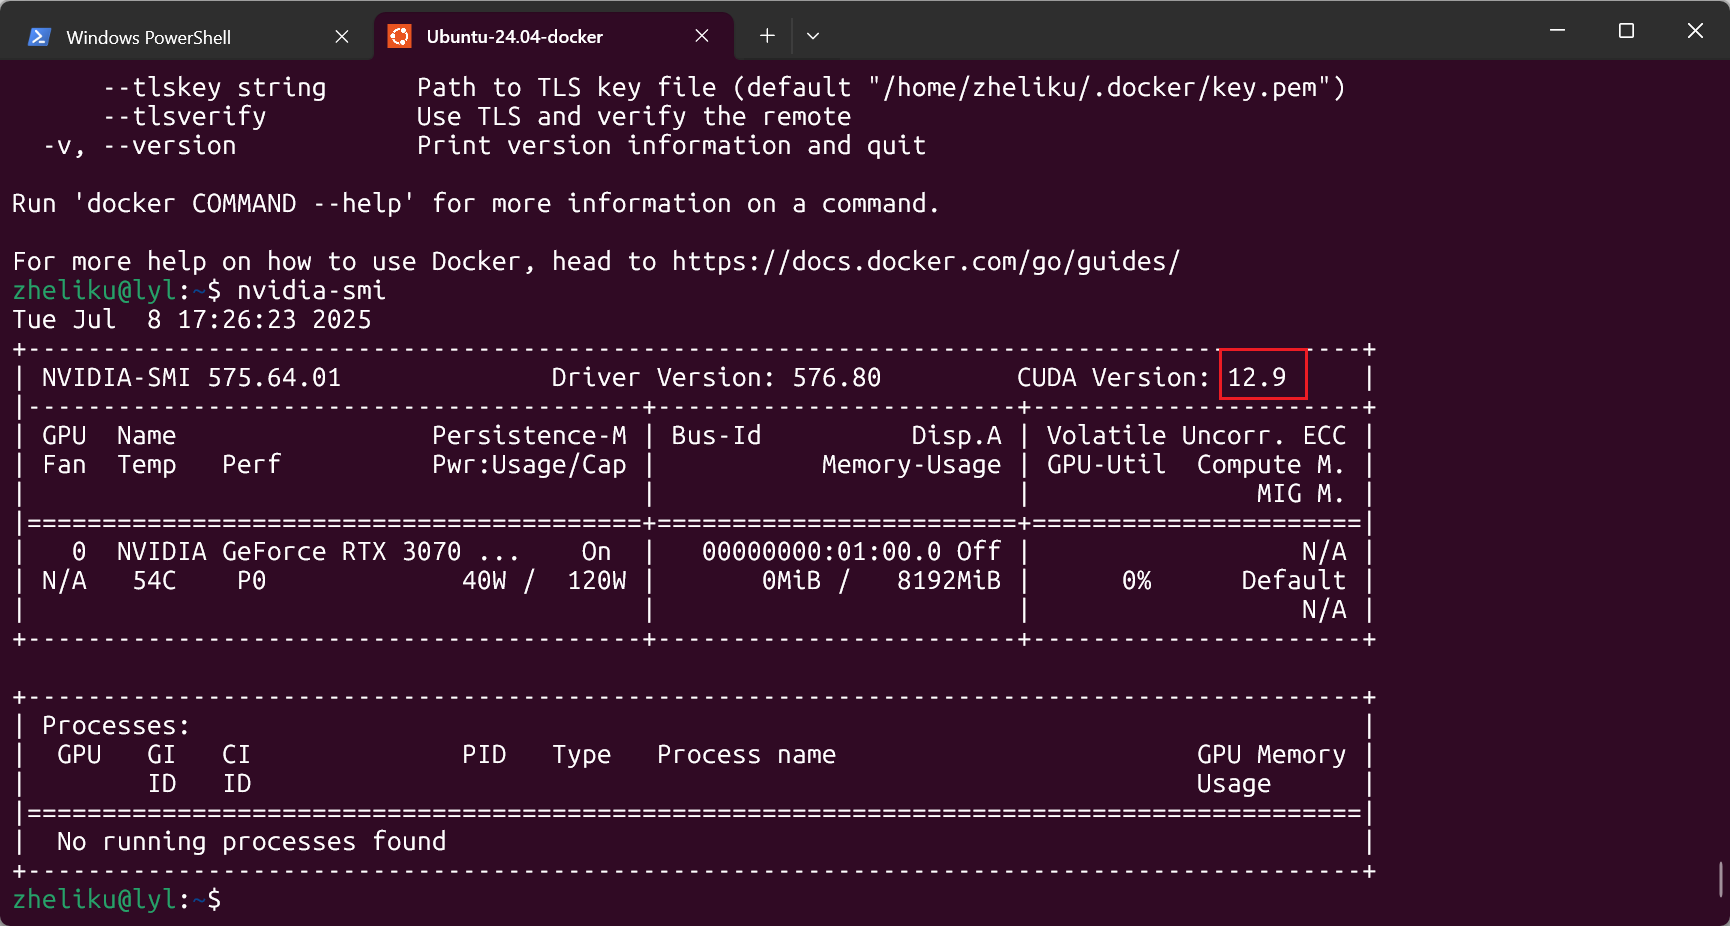 Windows PowerShell
Ubuntu-24.04-docker
--tlskey string      Path to TLS key file (default "/home/zheliku/.docker/key.pem")
--tlsverify          Use TLS and verify the remote
-v, --version            Print version information and quit
Run 'docker COMMAND --help' for more information on a command.
For more help on how to use Docker, head to https://docs.docker.com/go/guides/
zheliku@lyl:~$ nvidia-smi
Tue Jul  8 17:26:23 2025
+-----------------------------------------------------------------------------------------+
| NVIDIA-SMI 575.64.01              Driver Version: 576.80         CUDA Version: 12.9     |
|-----------------------------------------+------------------------+----------------------+
| GPU  Name                 Persistence-M | Bus-Id          Disp.A | Volatile Uncorr. ECC |
| Fan  Temp   Perf          Pwr:Usage/Cap |           Memory-Usage | GPU-Util  Compute M. |
|                                         |                        |               MIG M. |
|=========================================+========================+======================|
|   0  NVIDIA GeForce RTX 3070 ...    On  |   00000000:01:00.0 Off |                  N/A |
| N/A   54C    P0             40W /  120W |       0MiB /   8192MiB |      0%      Default |
|                                         |                        |                  N/A |
+-----------------------------------------+------------------------+----------------------+
+-----------------------------------------------------------------------------------------+
| Processes:                                                                              |
|  GPU   GI   CI              PID   Type   Process name                        GPU Memory |
|        ID   ID                                                               Usage      |
|=========================================================================================|
|  No running processes found                                                             |
+-----------------------------------------------------------------------------------------+
zheliku@lyl:~$